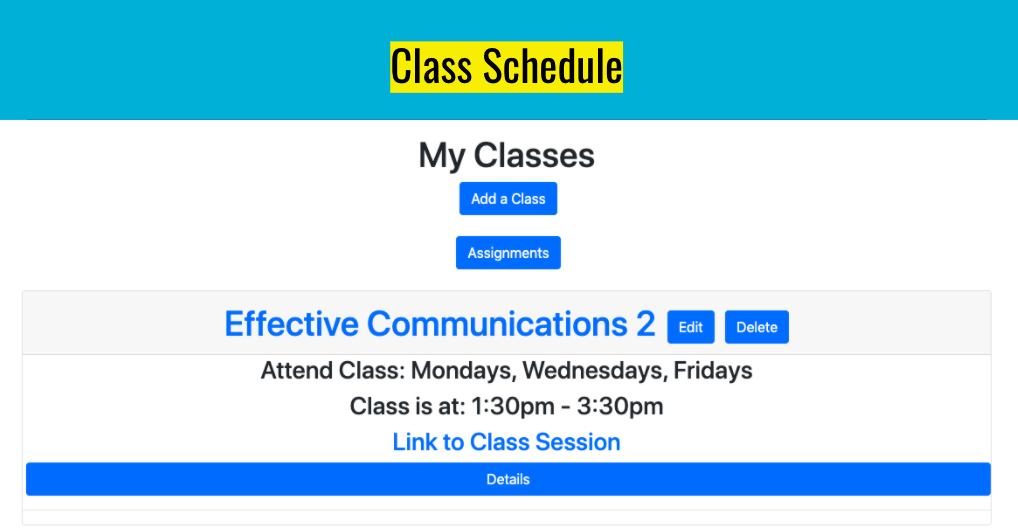 Class Schedule
My Classes
Add a Class
Assignments
Effective Communications 2 Edit Delete
Attend Class: Mondays, Wednesdays, Fridays
Class is at: 1:30pm - 3:30pm
Link to Class Session
Details